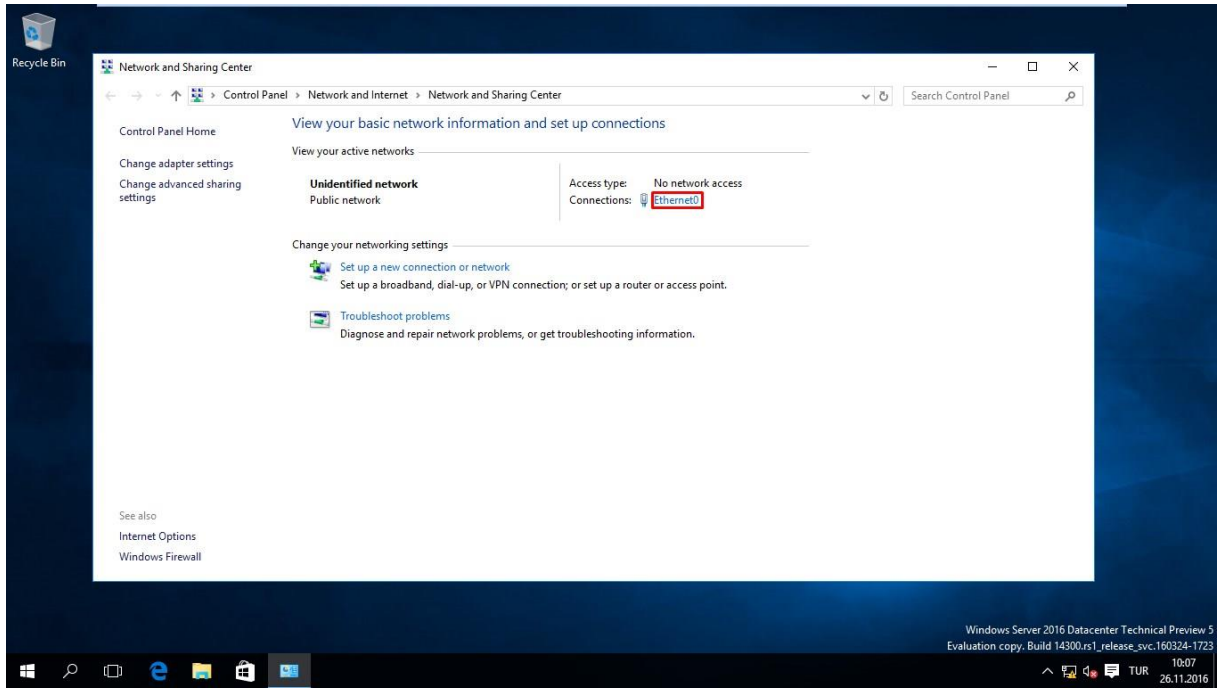 Recycle Bin
Network and Sharing Center
Control Panel > Network and Internet > Network and Sharing Center
Search Control Panel
Control Panel Home
Change adapter settings
Change advanced sharing
settings
View your basic network information and set up connections
View your active networks
Unidentified network
Public network
Access type: No network access
Connections: Ethernet0
Change your networking settings
Set up a new connection or network
Set up a broadband, dial-up, or VPN connection; or set up a router or access point.
Troubleshoot problems
Diagnose and repair network problems, or get troubleshooting information.
See also
Internet Options
Windows Firewall
Windows Server 2016 Datacenter Technical Preview 5
Evaluation copy. Build 14300.rs1_release_svc.160324-1723
TUR
10:07
26.11.2016